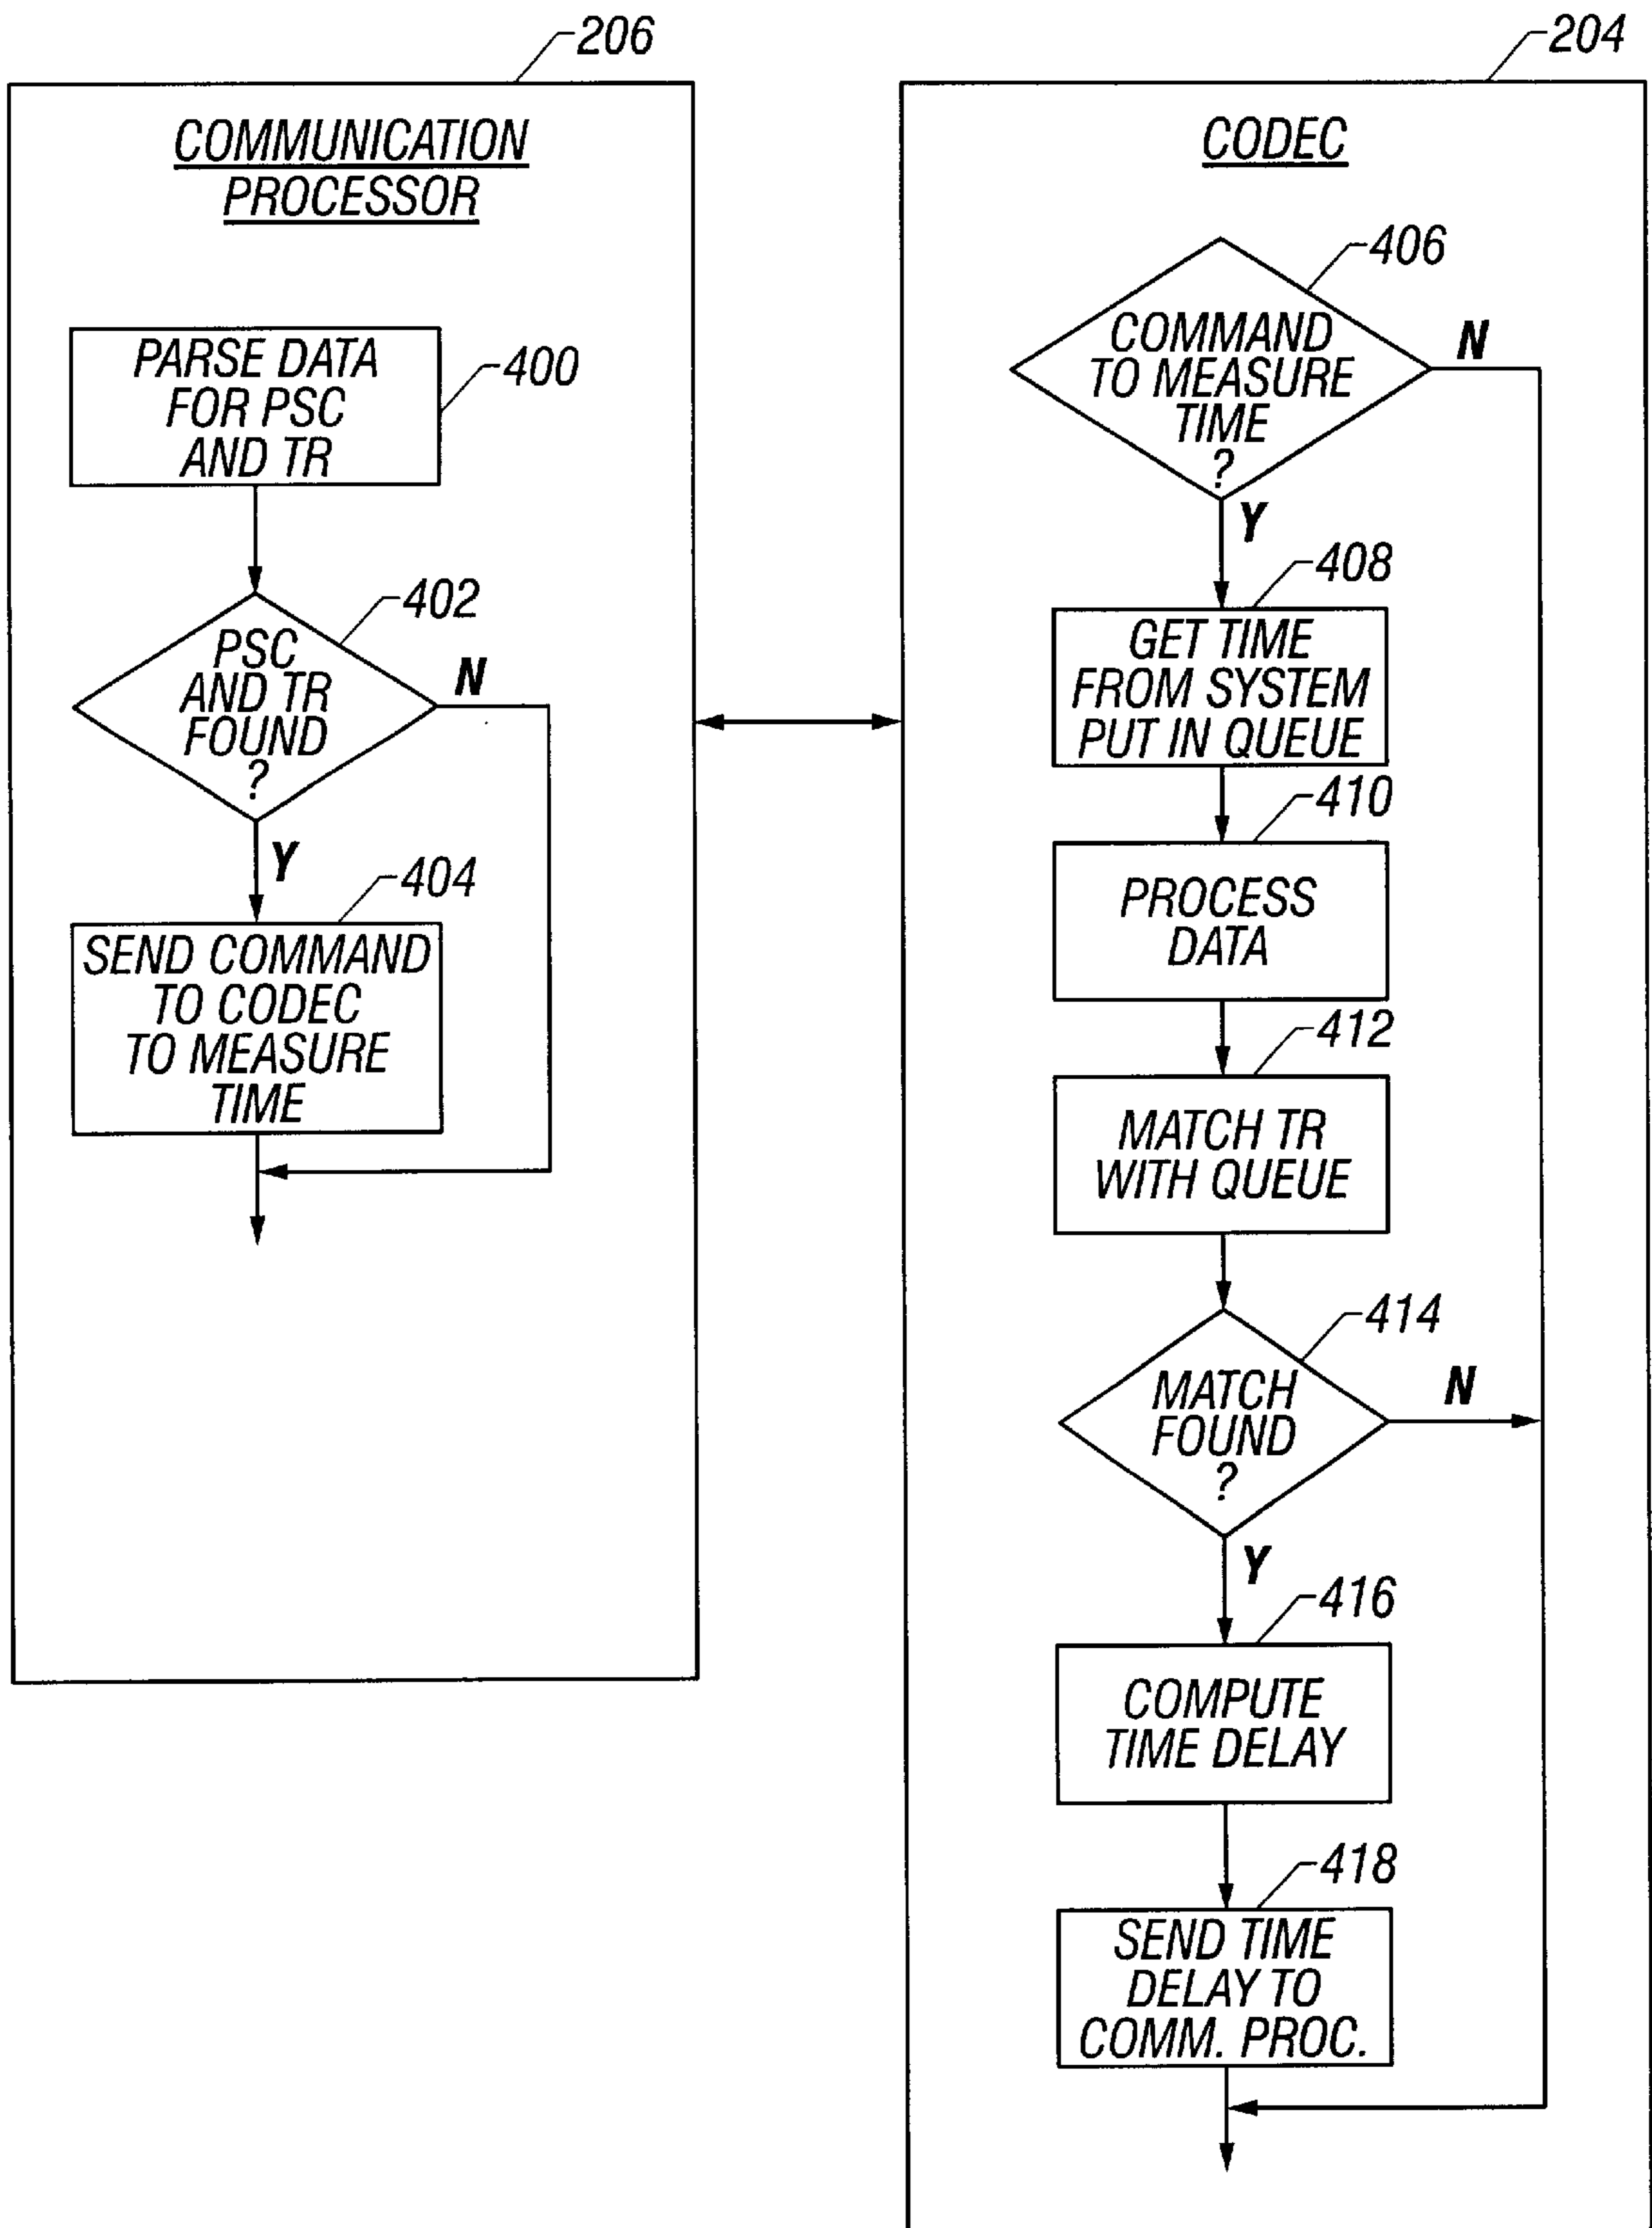 206
COMMUNICATION
PROCESSOR
400
PARSE DATA
FOR PSC
AND TR
402
PSC
AND TR
FOUND
?
N
Y
404
SEND COMMAND
TO CODEC
TO MEASURE
TIME
204
CODEC
406
COMMAND
TO MEASURE
TIME
?
N
Y
408
GET TIME
FROM SYSTEM
PUT IN QUEUE
410
PROCESS
DATA
412
MATCH TR
WITH QUEUE
414
MATCH
FOUND
?
N
Y
416
COMPUTE
TIME DELAY
418
SEND TIME
DELAY TO
COMM. PROC.